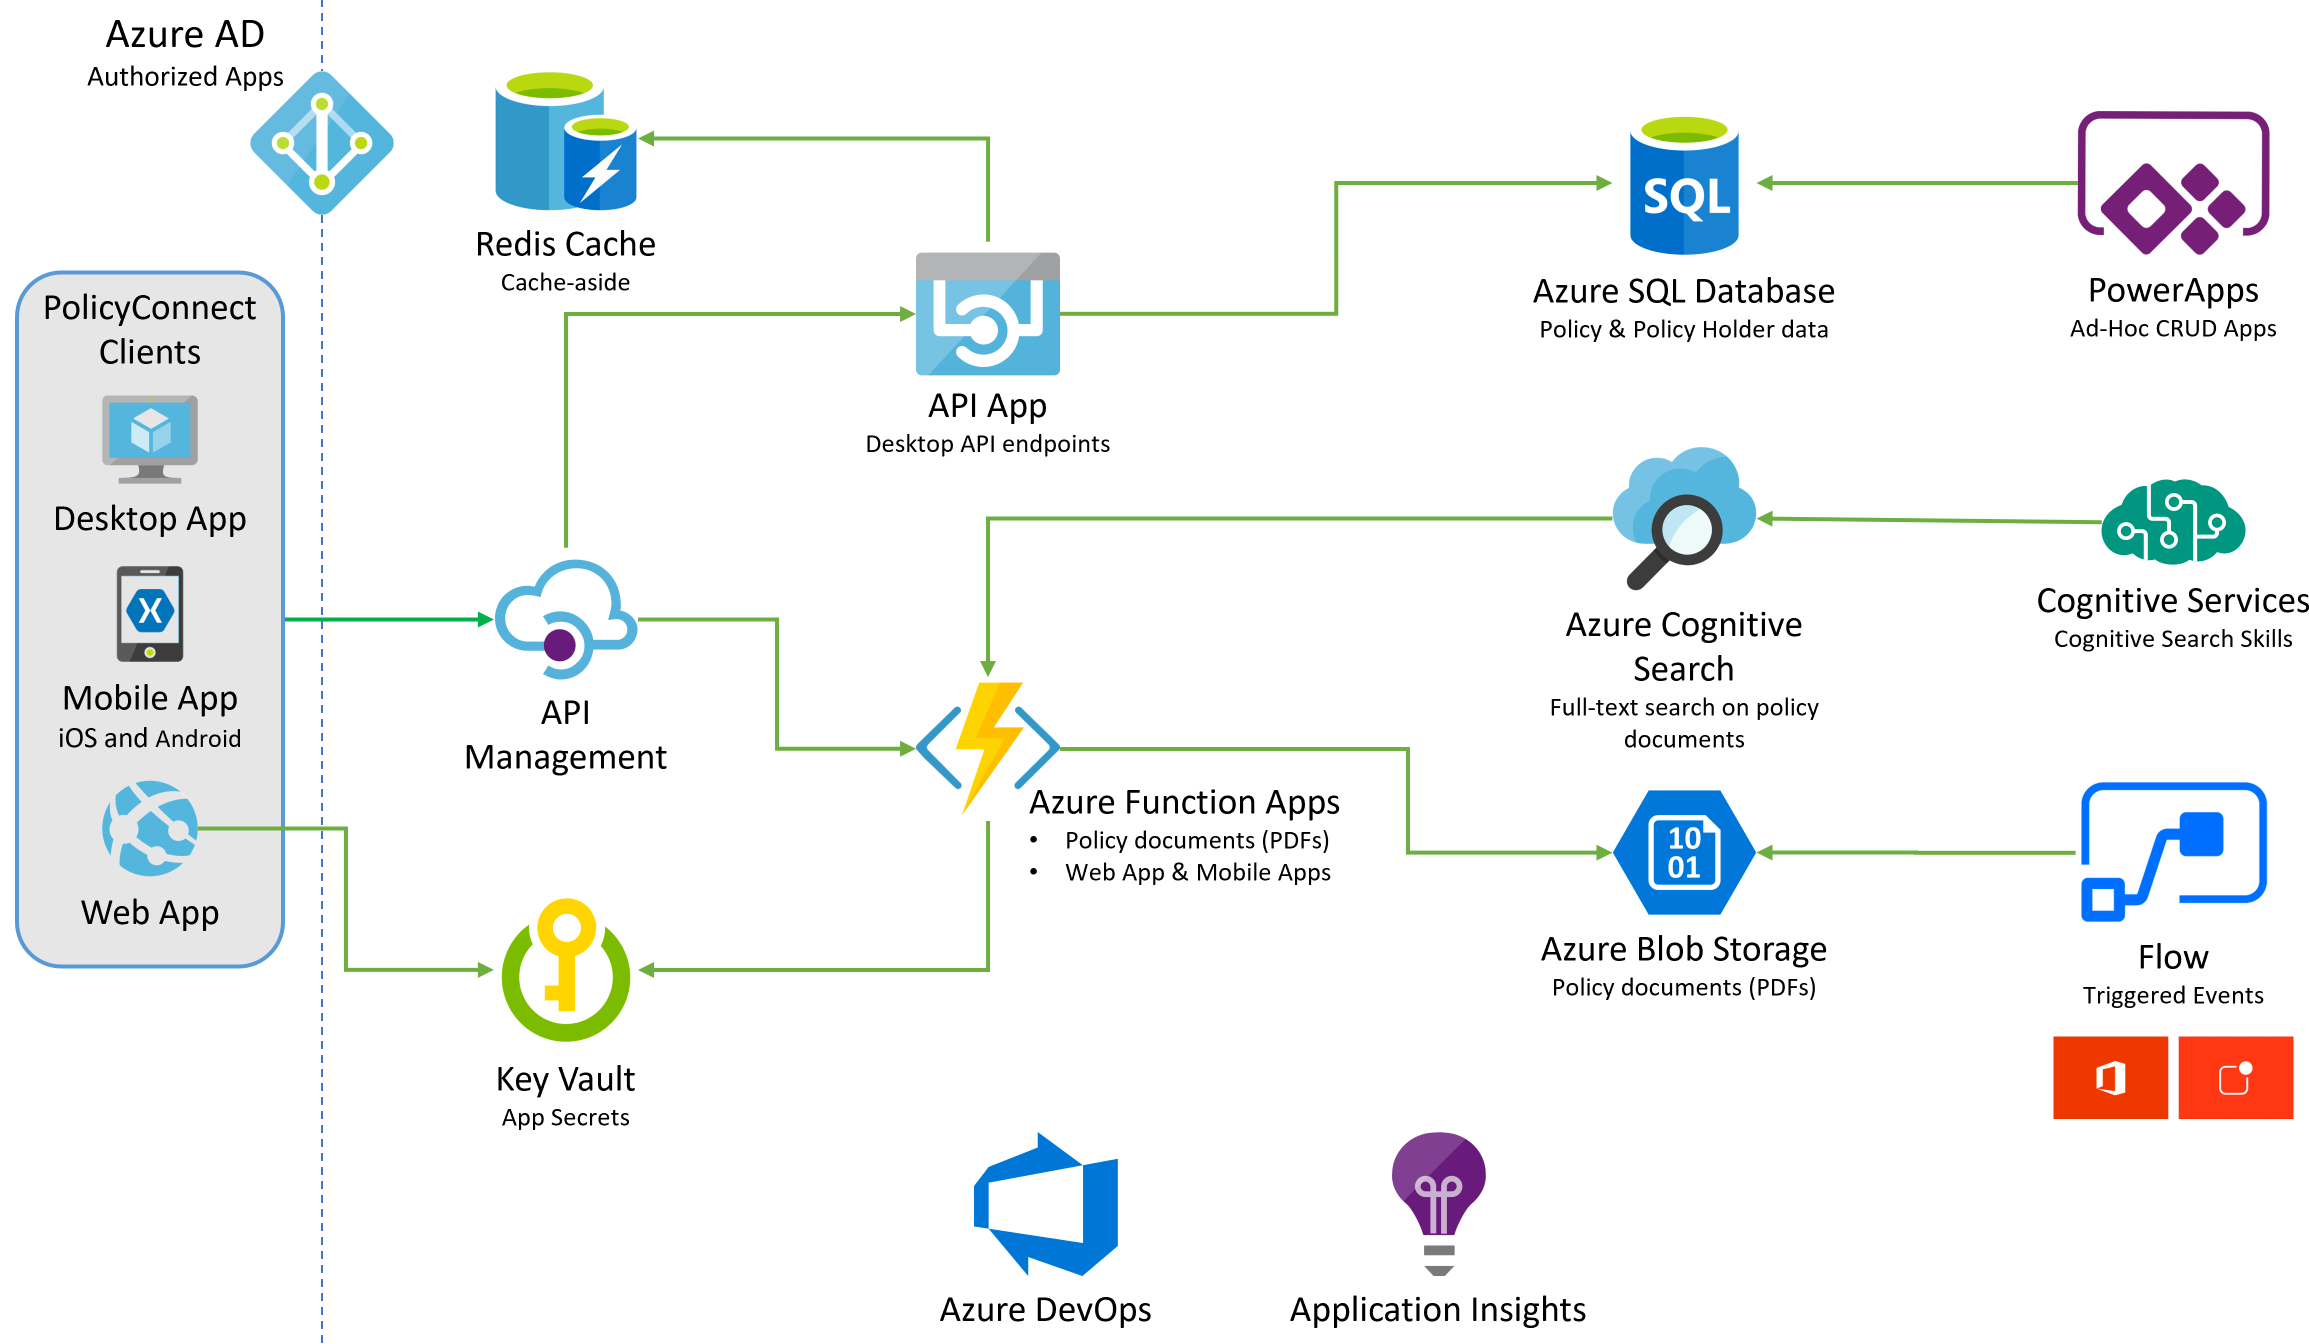 Azure AD
Authorized Apps
PolicyConnect
Clients
Desktop App
Mobile App
iOS and Android
Web App
Redis Cache
Cache-aside
API
Management
Key Vault
App Secrets
API App
Desktop API endpoints
Azure Function Apps
• Policy documents (PDFs)
• Web App & Mobile Apps
SQL
Azure SQL Database
Policy & Policy Holder data
PowerApps
Ad-Hoc CRUD Apps
Azure Cognitive
Search
Full-text search on policy
documents
Cognitive Services
Cognitive Search Skills
10
01
Azure Blob Storage
Policy documents (PDFs)
Flow
Triggered Events
Azure DevOps
Application Insights